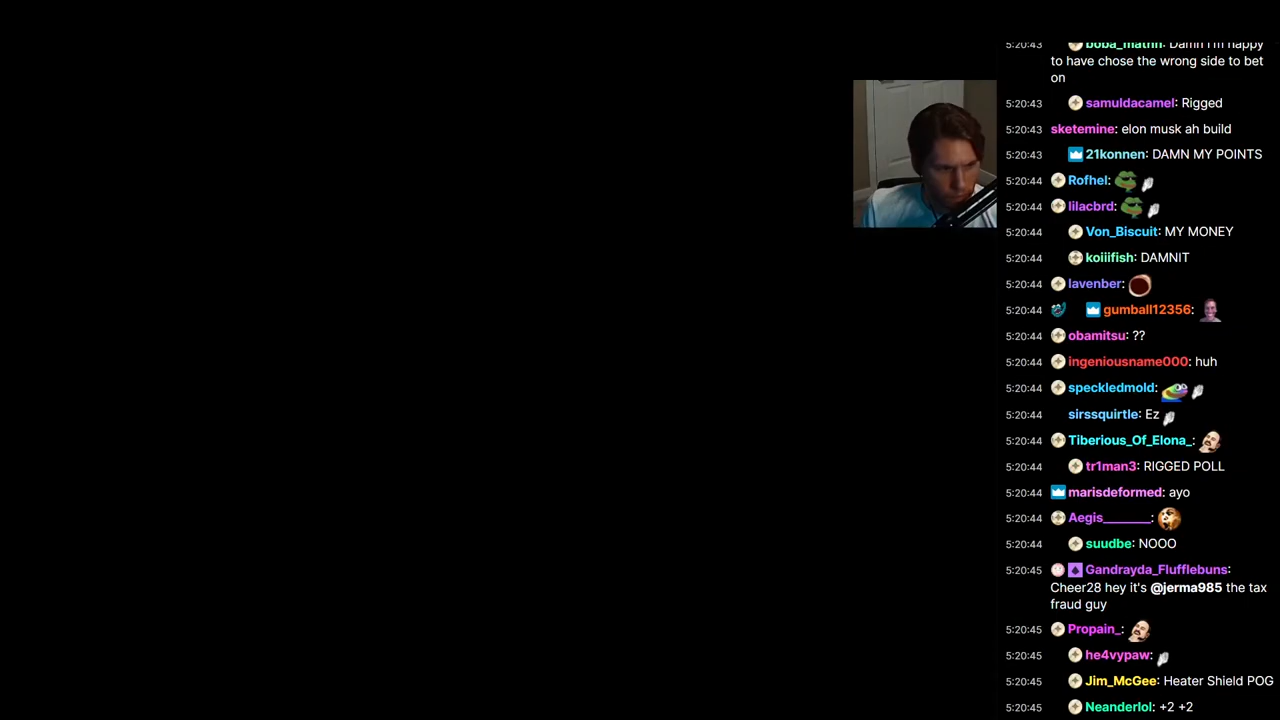 5:20:43 boba_mathh: Damn I'm happy
to have chose the wrong side to bet
on
5:20:43 samuldacamel: Rigged
5:20:43 sketemine: elon musk ah build
5:20:43 21konnen: DAMN MY POINTS
5:20:44 Rofhel:
5:20:44 lilacbrd:
5:20:44 Von_Biscuit: MY MONEY
5:20:44 koiiifish: DAMNIT
5:20:44 lavenber:
5:20:44 gumball12356:
5:20:44 obamitsu: ??
5:20:44 ingeniousname000: huh
5:20:44 speckledmold:
5:20:44 sirssquirtle: Ez
5:20:44 Tiberious_Of_Elona_:
5:20:44 tr1man3: RIGGED POLL
5:20:44 marisdeformed: ayo
5:20:44 Aegis________:
5:20:44 suudbe: NOOO
5:20:45 Gandrayda_Flufflebuns:
Cheer28 hey it's @jerma985 the tax
fraud guy
5:20:45 Propain_:
5:20:45 he4vypaw:
5:20:45 Jim_McGee: Heater Shield POG
5:20:45 Neanderlol: +2 +2